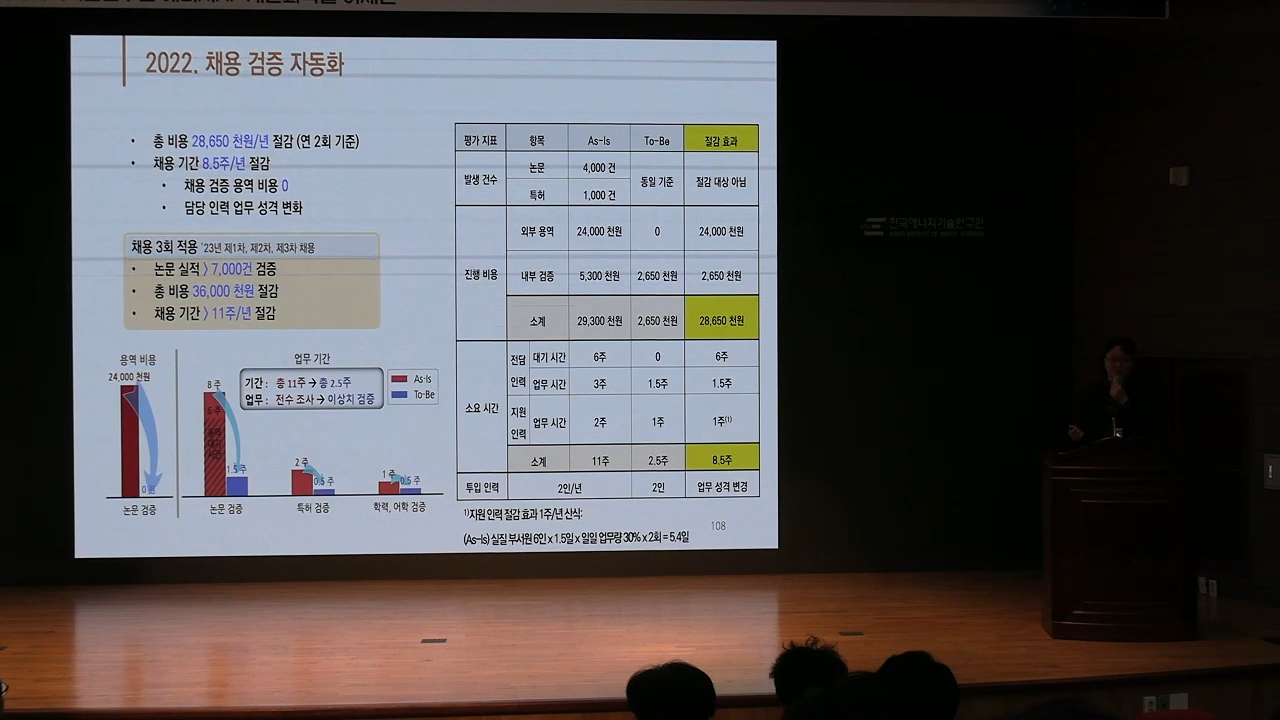 2022. 채용 검증 자동화
• 총 비용 28,650 천원/년 절감 (연 2회 기준)
• 채용 기간 8.5주/년 절감
• 채용 검증 용역 비용 0
• 담당 인력 업무 성격 변화
채용 3회 적용 '23년 제1차, 제2차, 제3차 채용
• 논문 실적 > 7,000건 검증
• 총 비용 36,000 천원 절감
• 채용 기간 > 11주/년 절감
용역 비용
24,000 천원
논문 검증
업무 기간
기간 : 총 11주 → 총 2.5주
업무 : 전수 조사 → 이상치 검증
As-Is
To-Be
8 주
6 주
1.5 주
논문 검증
2 주
0.5 주
특허 검증
1 주
0.5 주
학력, 어학 검증
평가 지표 항목 As-Is To-Be 절감 효과
발생 건수 논문 4,000 건 동일 기준 절감 대상 아님
특허 1,000 건
진행 비용 외부 용역 24,000 천원 0 24,000 천원
내부 검증 5,300 천원 2,650 천원 2,650 천원
소계 29,300 천원 2,650 천원 28,650 천원
소요 시간 전담 인력 대기 시간 6주 0 6주
업무 시간 3주 1.5주 1.5주
지원 인력 업무 시간 2주 1주 1주(1)
소계 11주 2.5주 8.5주
투입 인력 2인/년 2인 업무 성격 변경
1)지원 인력 절감 효과 1주/년 산식:
(As-Is) 실질 부서원 6인 x 1.5일 x 일일 업무량 30% x 2회 = 5.4일
108
한국에너지기술연구원